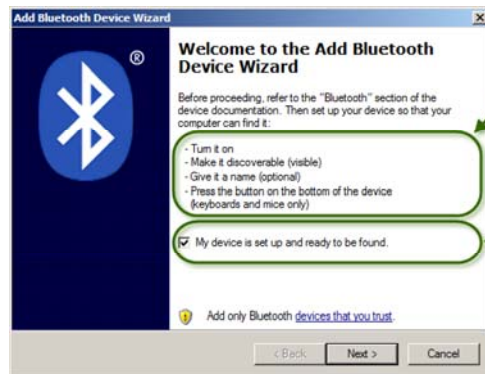 Add Bluetooth Device Wizard
®
Welcome to the Add Bluetooth
Device Wizard
Before proceeding, refer to the "Bluetooth" section of the
device documentation. Then set up your device so that your
computer can find it:
- Turn it on
- Make it discoverable (visible)
- Give it a name (optional)
- Press the button on the bottom of the device
(keyboards and mice only)
My device is set up and ready to be found.
Add only Bluetooth devices that you trust.
< Back Next > Cancel